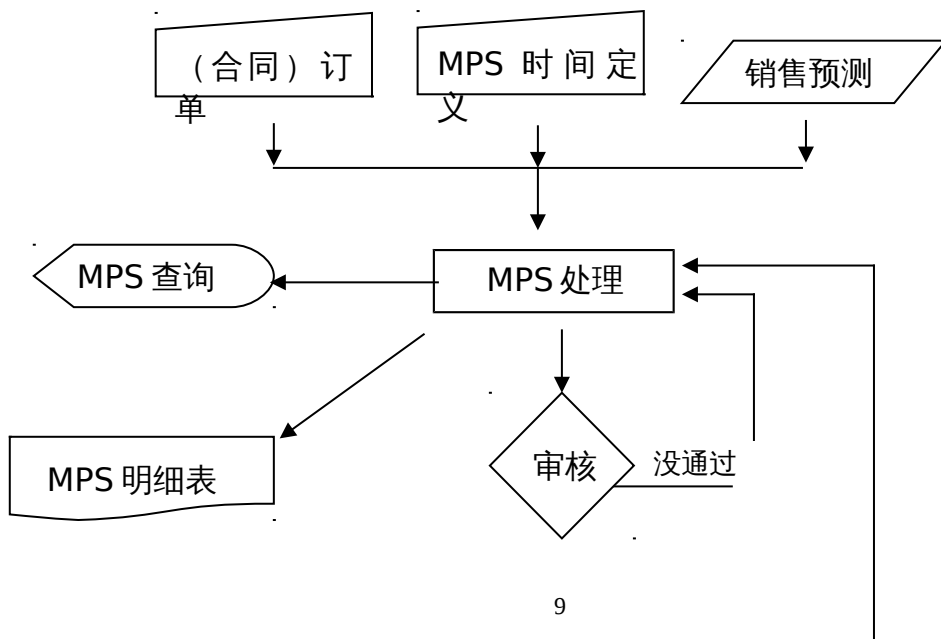 （合同）订
单
MPS 时间定
义
销售预测
MPS 查询
MPS 处理
MPS 明细表
审核
没通过
9